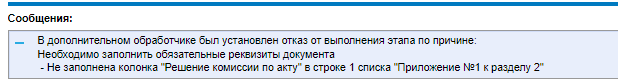 Сообщения:
В дополнительном обработчике был установлен отказ от выполнения этапа по причине:
Необходимо заполнить обязательные реквизиты документа
- Не заполнена колонка "Решение комиссии по акту" в строке 1 списка "Приложение №1 к разделу 2"